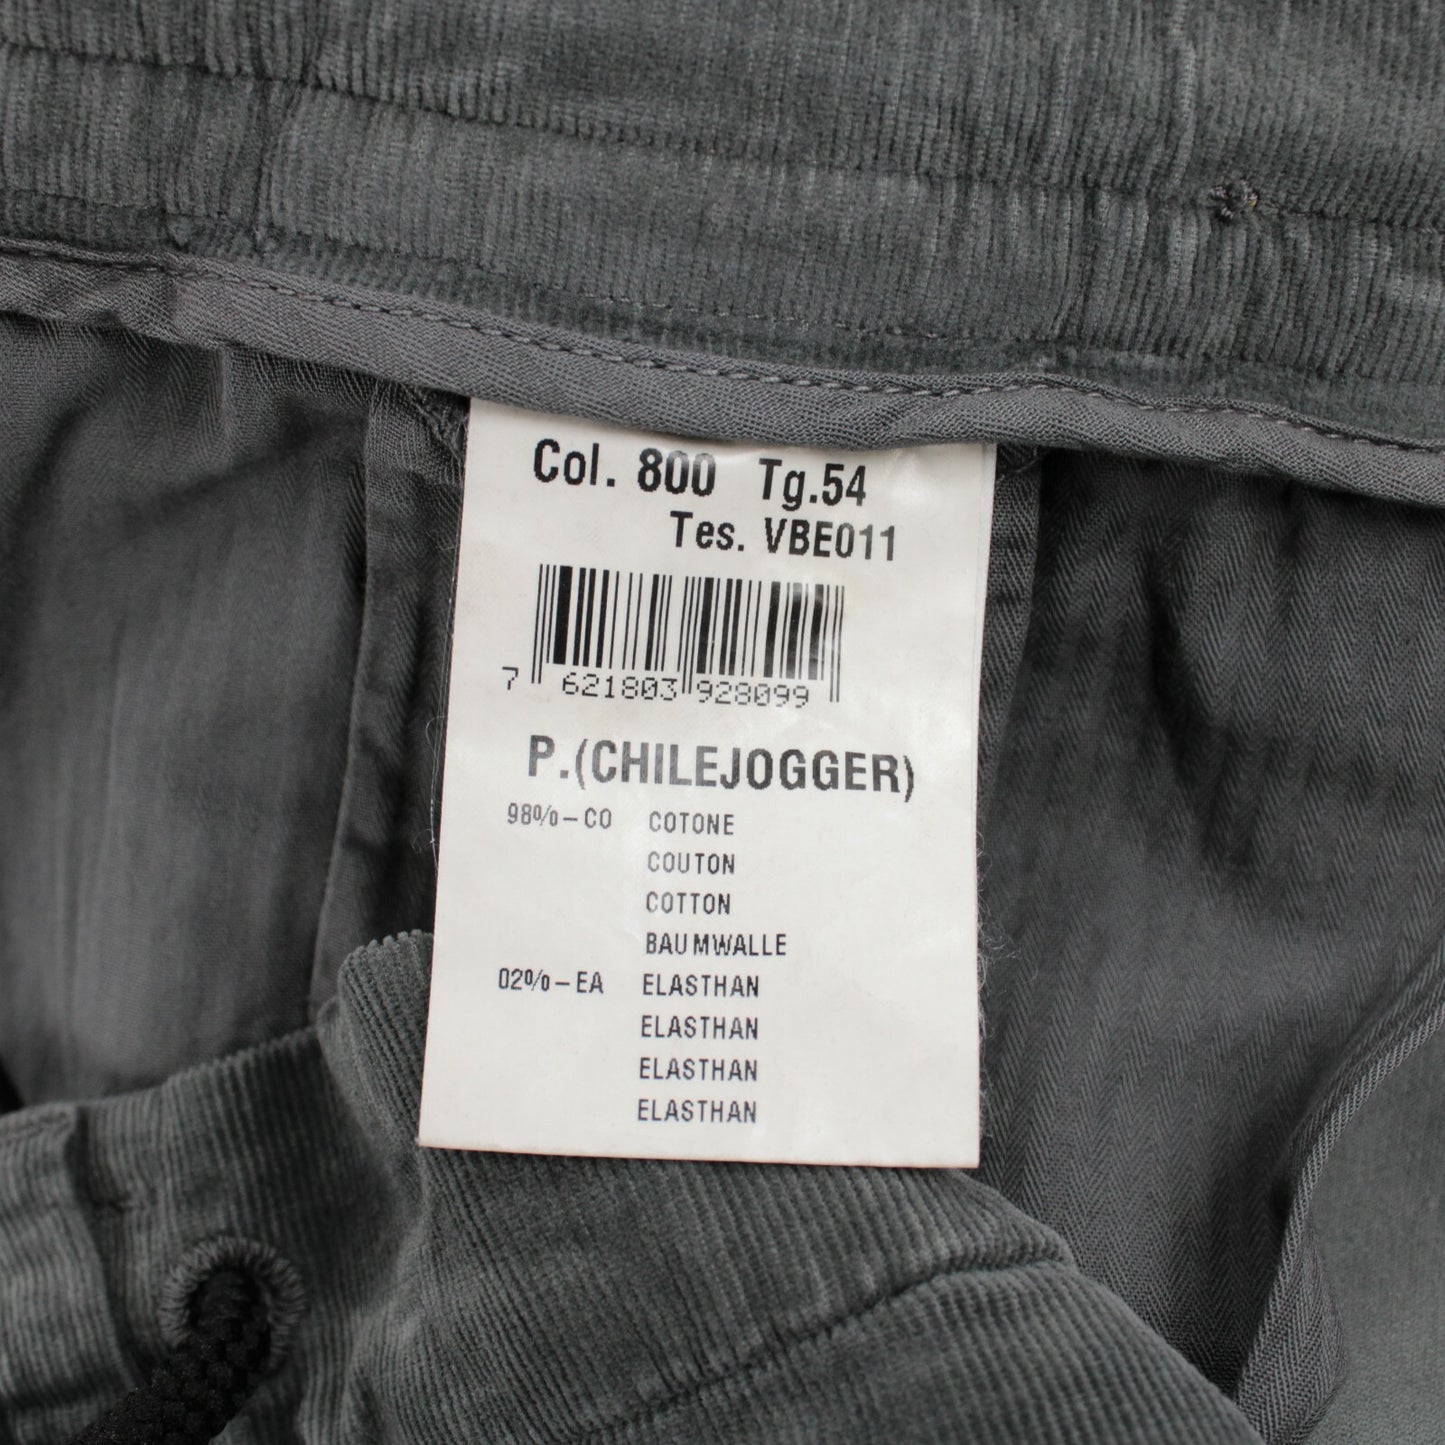 Col. 800 Tg.54
Tes. VBE011
7 621803 928099
P.(CHILEJOGGER)
98%-CO COTONE
COUTON
COTTON
BAUMWALLE
02%-EA ELASTHAN
ELASTHAN
ELASTHAN
ELASTHAN